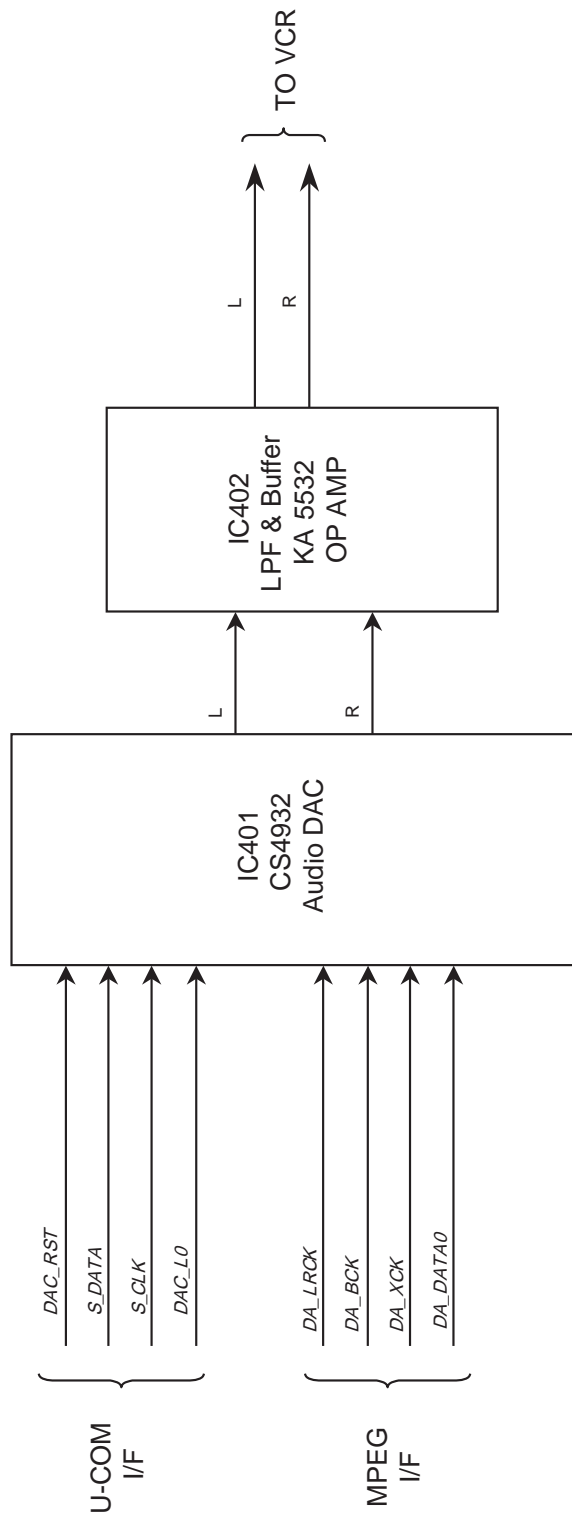 U-COM
I/F
DAC_RST
S_DATA
S_CLK
DAC_L0
MPEG
I/F
DA_LRCK
DA_BCK
DA_XCK
DA_DATA0
IC401
CS4932
Audio DAC
L
R
IC402
LPF & Buffer
KA 5532
OP AMP
L
R
TO VCR